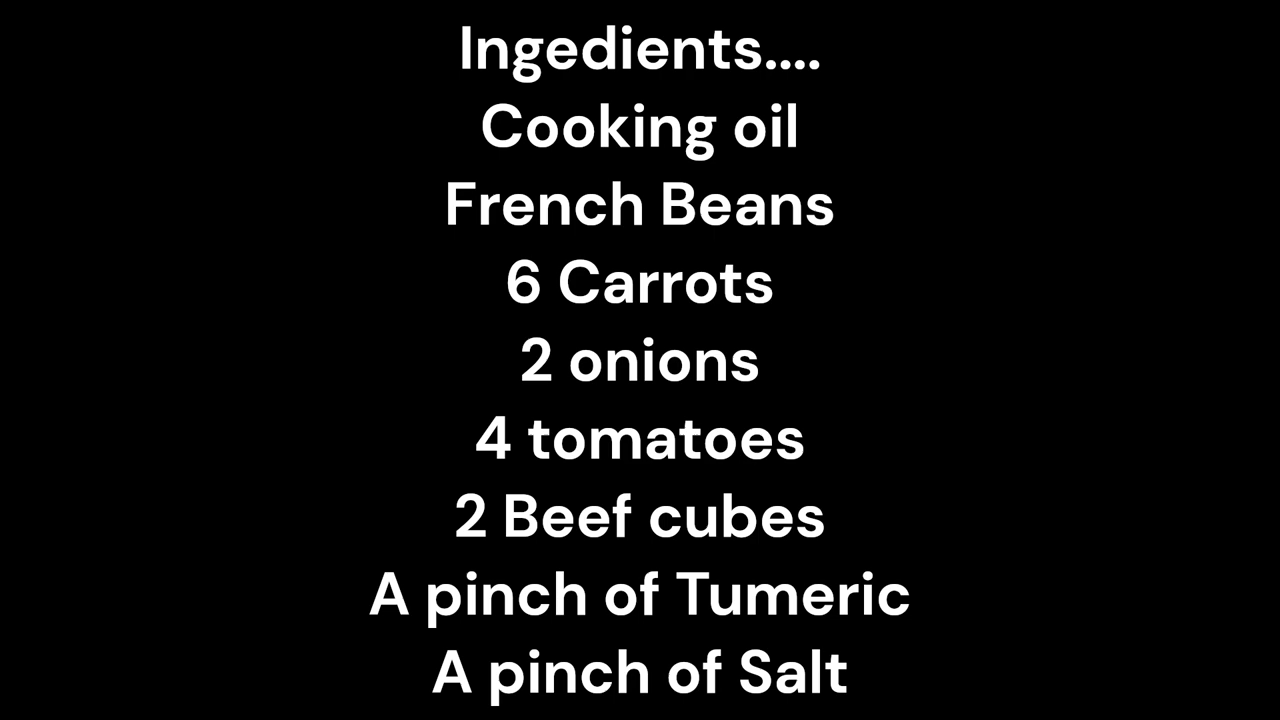 Ingedients....
Cooking oil
French Beans
6 Carrots
2 onions
4 tomatoes
2 Beef cubes
A pinch of Tumeric
A pinch of Salt